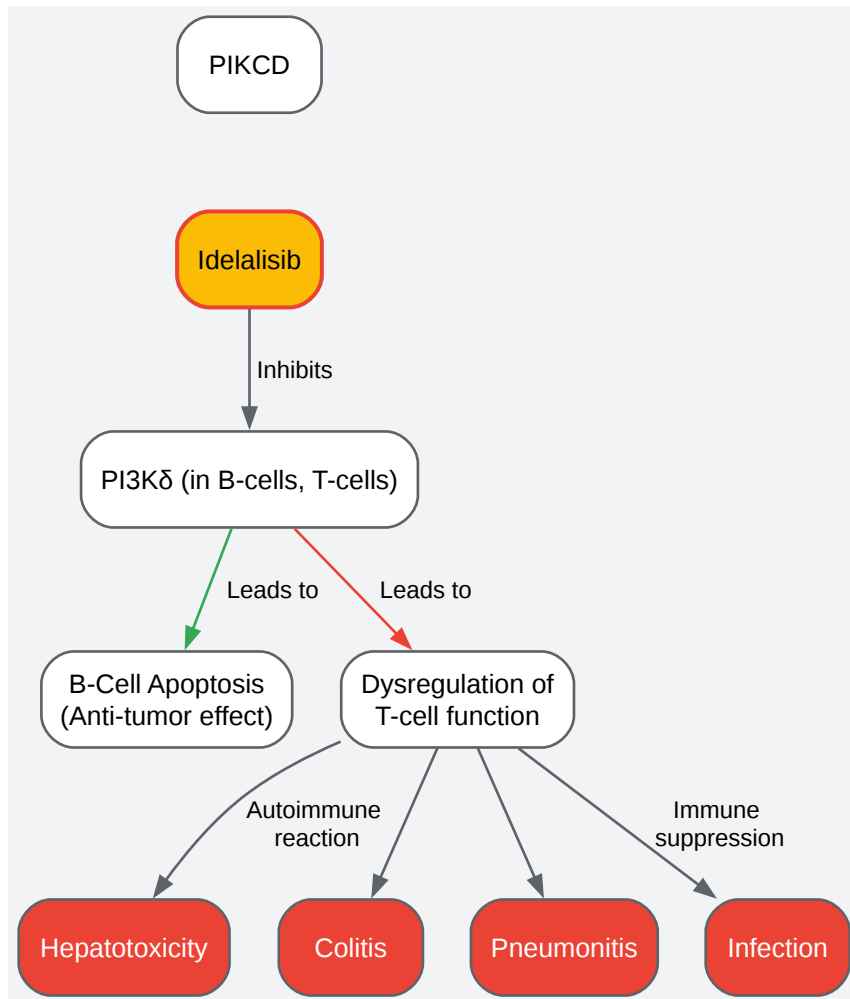 PIKCD
Idelalisib
Inhibits
PI3Kδ (in B-cells, T-cells)
Leads to
Leads to
B-Cell Apoptosis
(Anti-tumor effect)
Dysregulation of
T-cell function
Autoimmune
reaction
Immune
suppression
Hepatotoxicity
Colitis
Pneumonitis
Infection